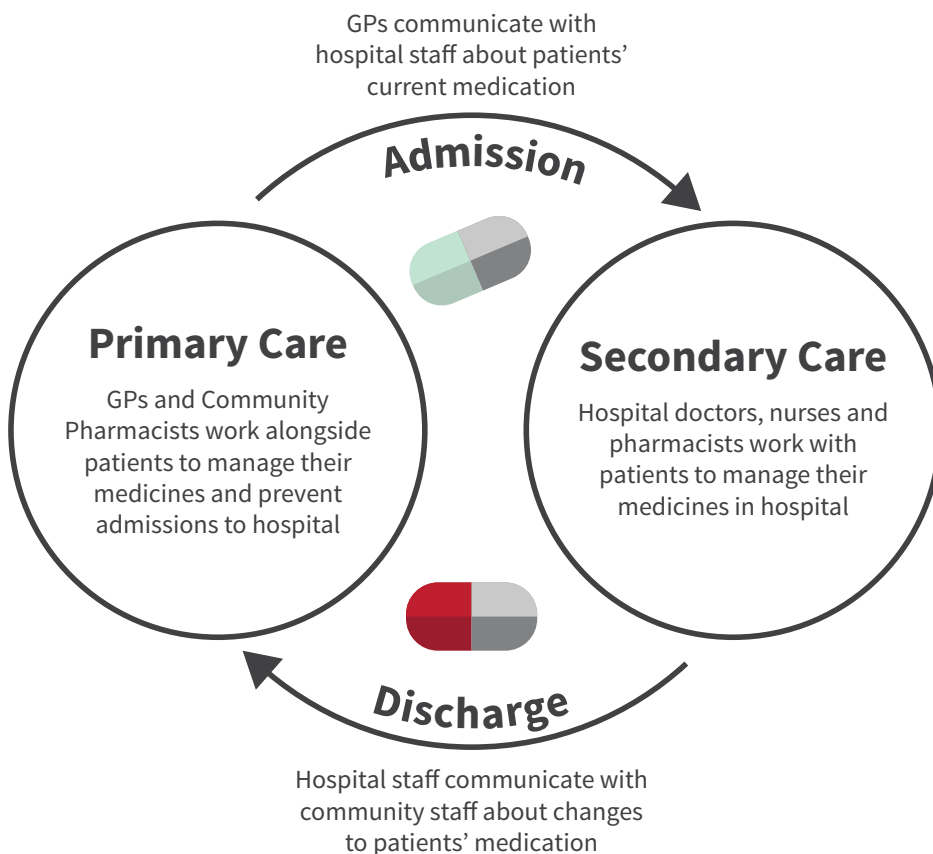 GPs communicate with
hospital staff about patients’
current medication
Admission
Primary Care
GPs and Community
Pharmacists work alongside
patients to manage their
medicines and prevent
admissions to hospital
Secondary Care
Hospital doctors, nurses and
pharmacists work with
patients to manage their
medicines in hospital
Discharge
Hospital staff communicate with
community staff about changes
to patients’ medication